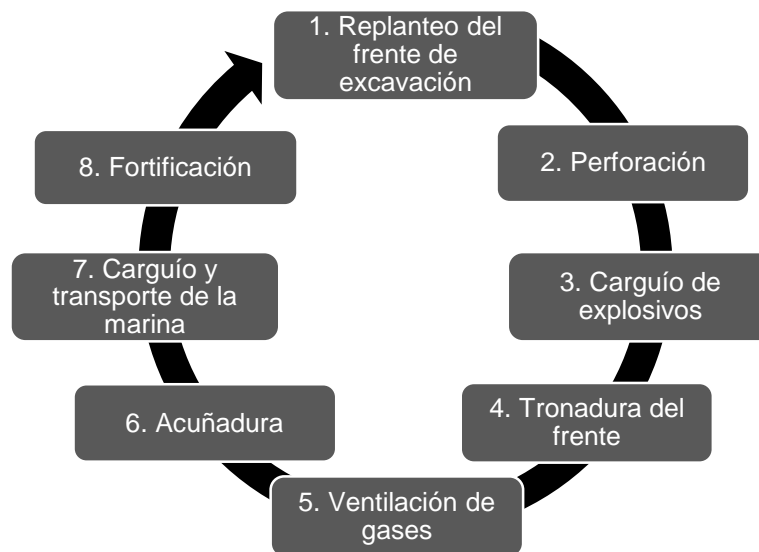 1. Replanteo del
frente de
excavación
2. Perforación
3. Carguío de
explosivos
4. Tronadura del
frente
5. Ventilación de
gases
6. Acuñadura
7. Carguío y
transporte de la
marina
8. Fortificación